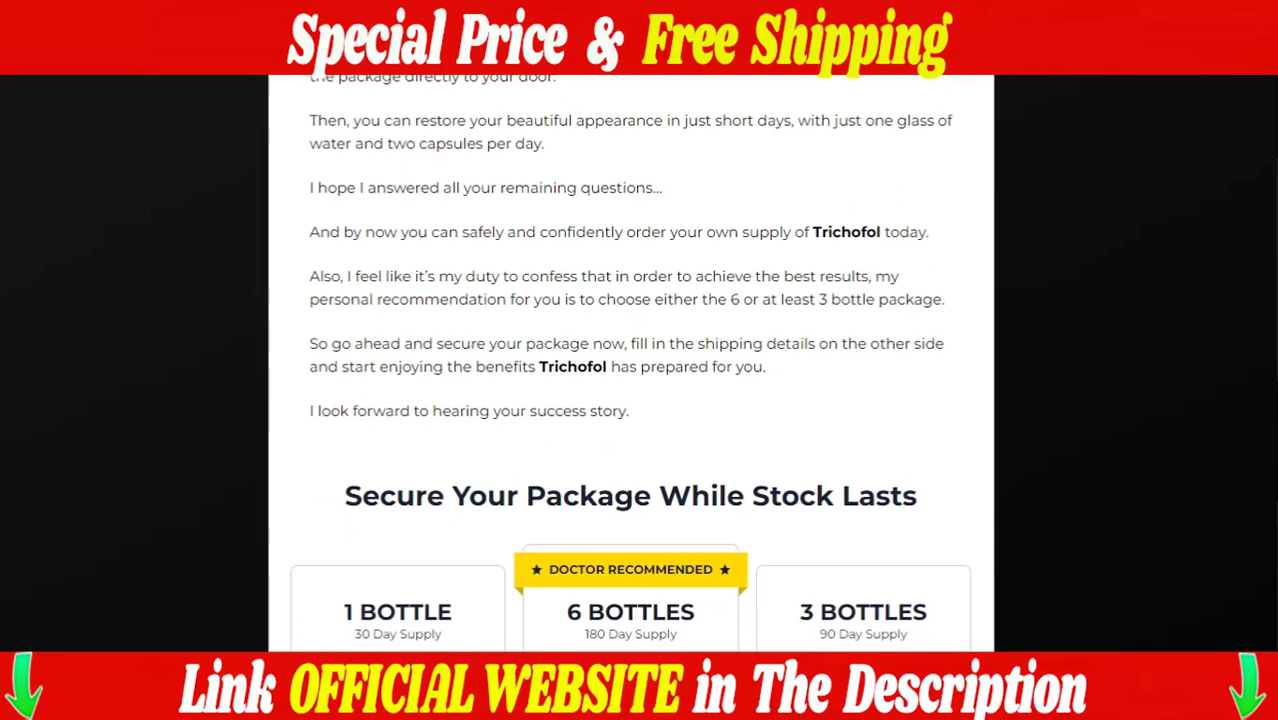 Special Price & Free Shipping
the package directly to your door.
Then, you can restore your beautiful appearance in just short days, with just one glass of
water and two capsules per day.
I hope I answered all your remaining questions...
And by now you can safely and confidently order your own supply of Trichofol today.
Also, I feel like it's my duty to confess that in order to achieve the best results, my
personal recommendation for you is to choose either the 6 or at least 3 bottle package.
So go ahead and secure your package now, fill in the shipping details on the other side
and start enjoying the benefits Trichofol has prepared for you.
I look forward to hearing your success story.
Secure Your Package While Stock Lasts
★ DOCTOR RECOMMENDED ★
1 BOTTLE
30 Day Supply
6 BOTTLES
180 Day Supply
3 BOTTLES
90 Day Supply
Link OFFICIAL WEBSITE in The Description